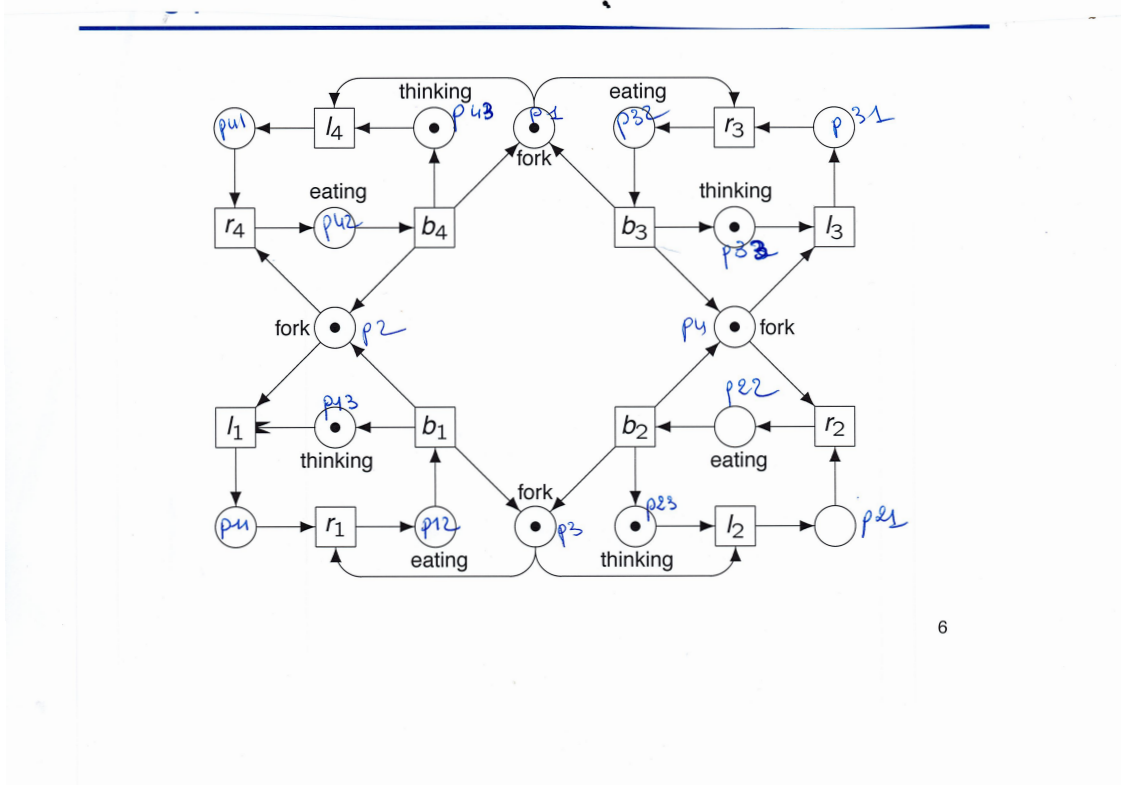 thinking eating
p41 l4 p43 p1 p32 r3 p31
fork
eating thinking
r4 p42 b4 b3 l3
p33
fork p2 p4 fork
p13 p22
l1 b1 b2 r2
thinking eating
fork p23
p11 r1 p12 p3 l2 p21
eating thinking
6